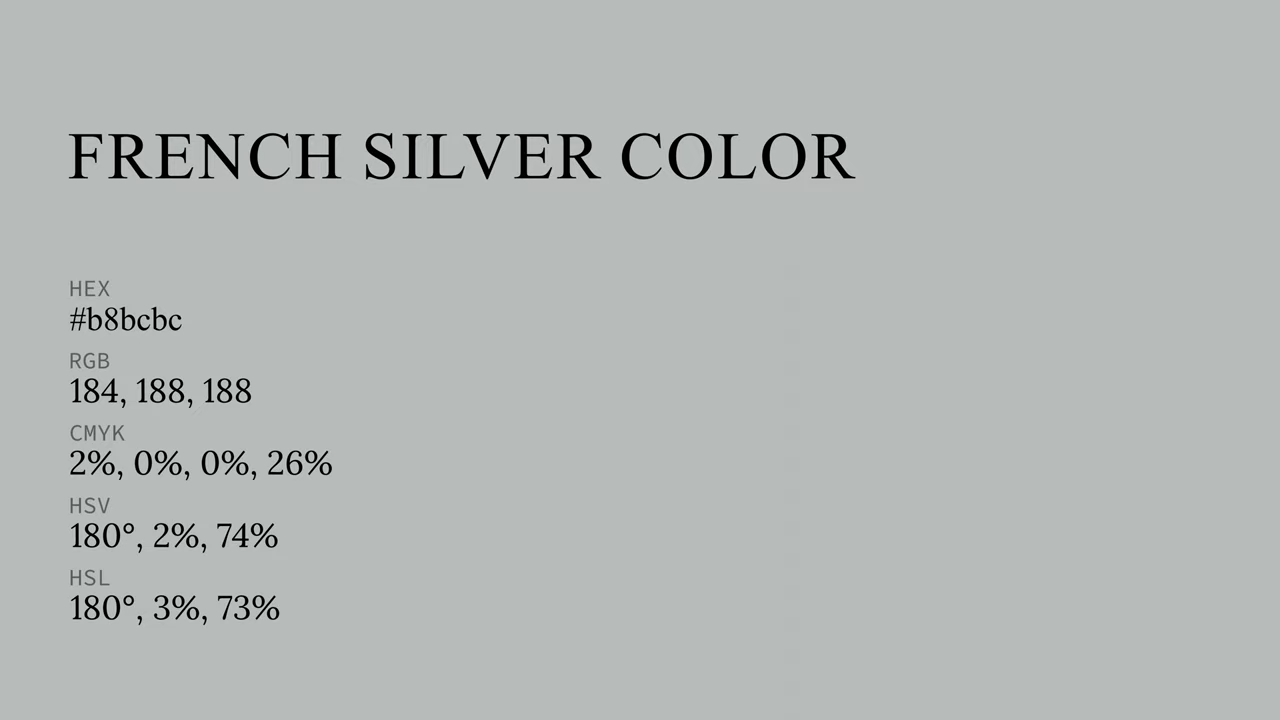 FRENCH SILVER COLOR
HEX
#b8bcbc
RGB
184, 188, 188
CMYK
2%, 0%, 0%, 26%
HSV
180°, 2%, 74%
HSL
180°, 3%, 73%